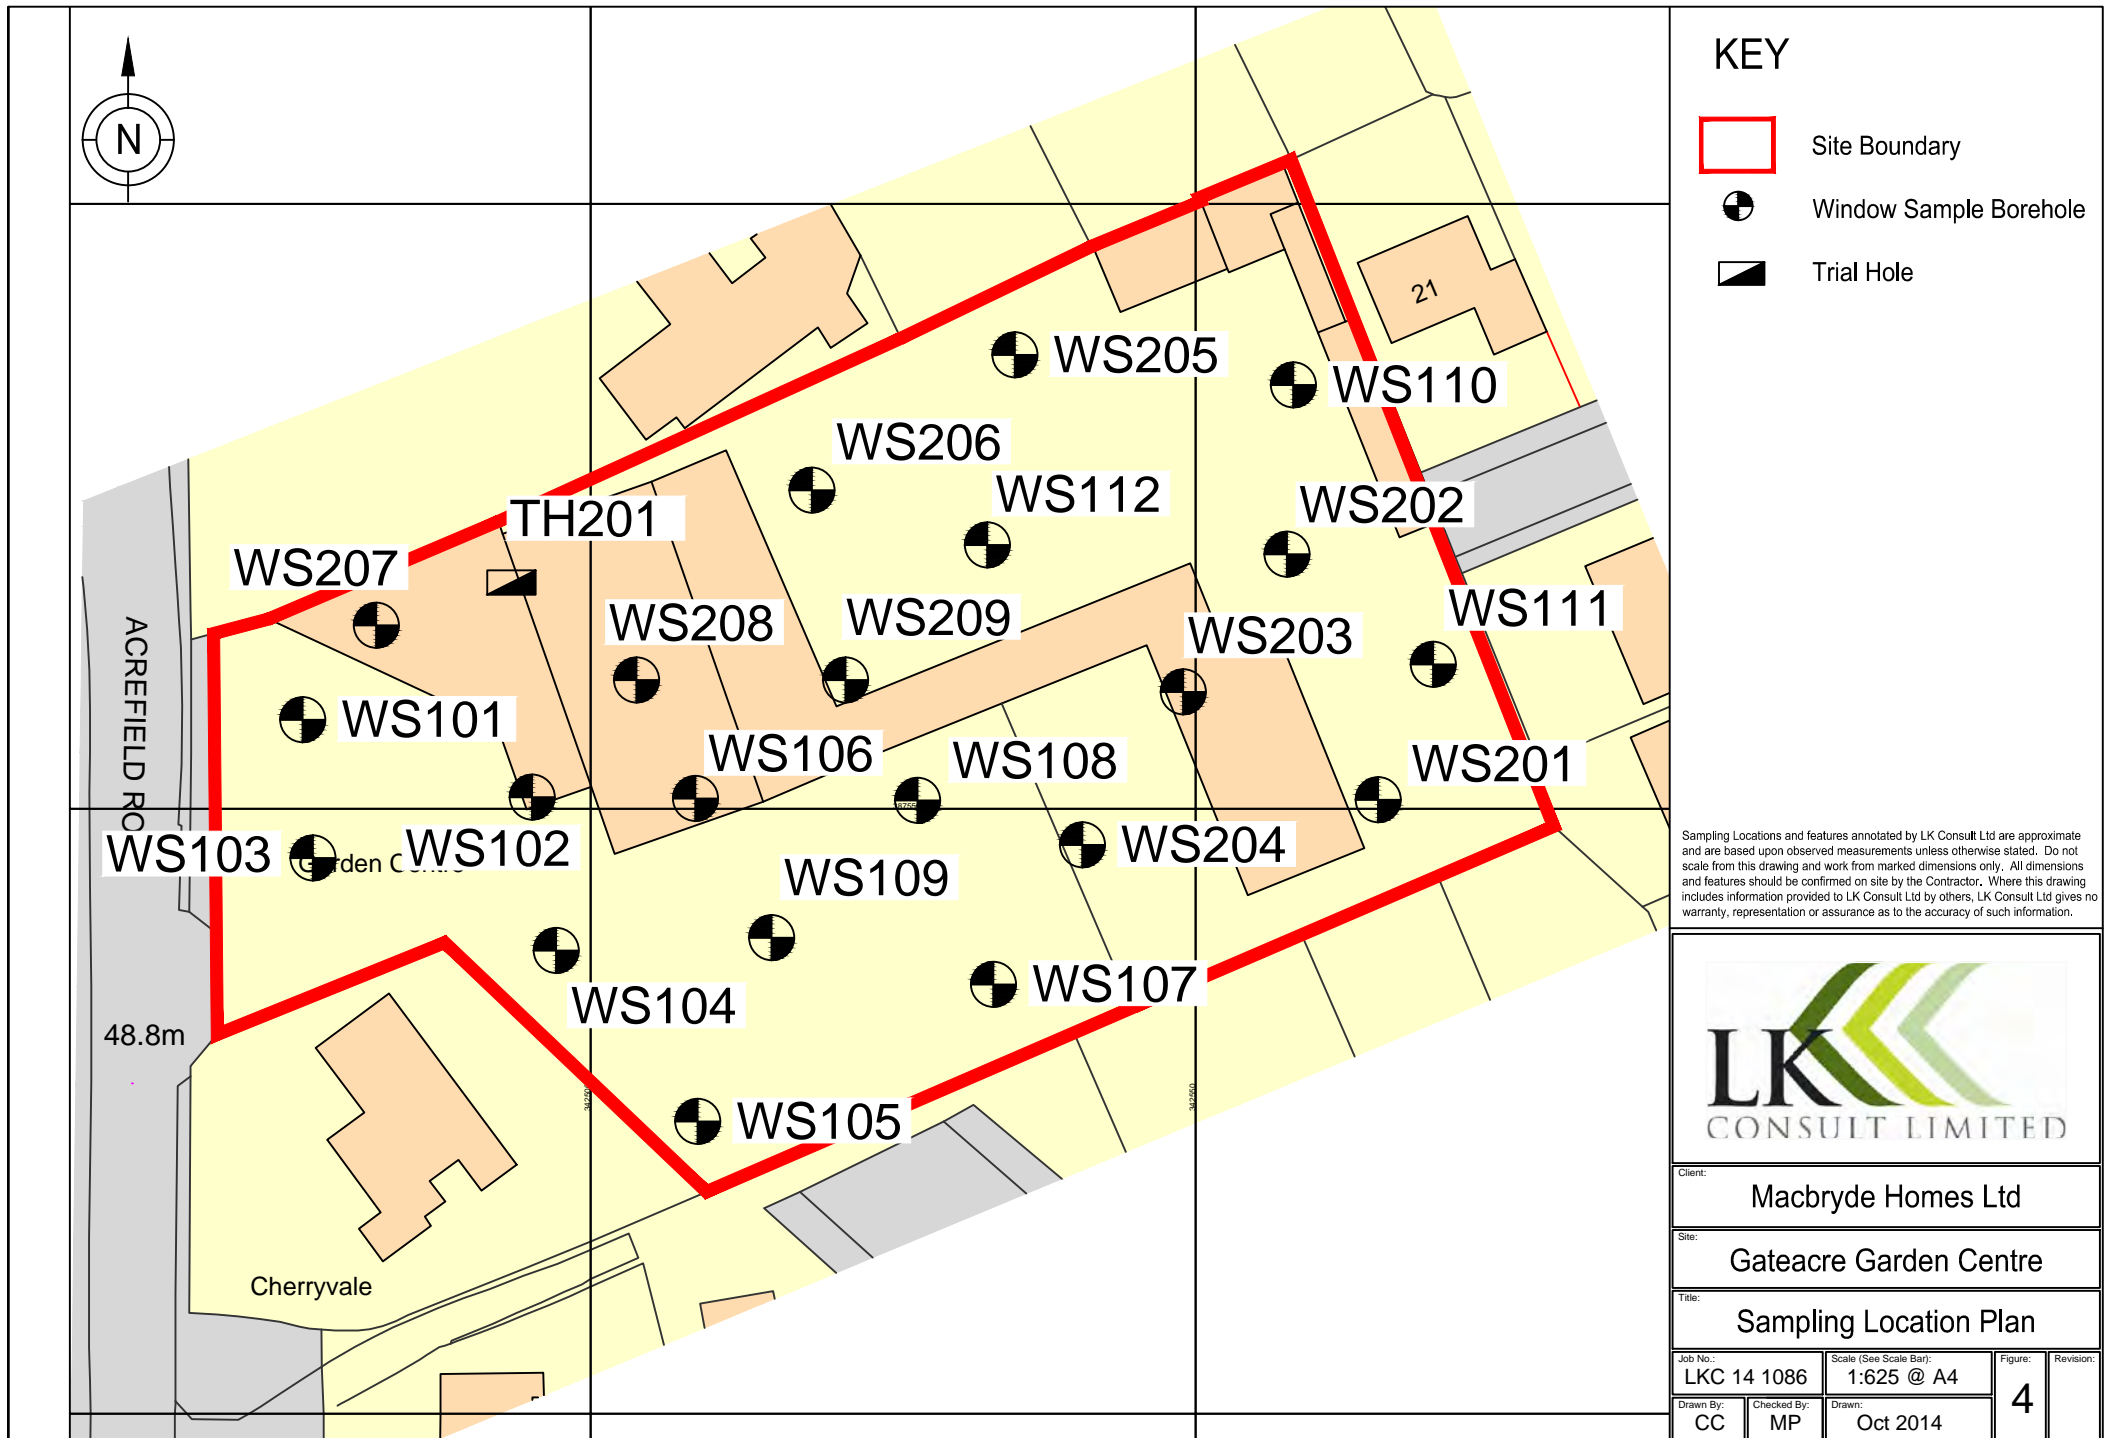 N
KEY
Site Boundary
Window Sample Borehole
Trial Hole
21
WS205
WS110
WS206
WS112
WS202
TH201
WS207
WS208
WS209
WS203
WS111
ACREFIELD RO
WS101
WS106
WS108
WS201
WS103
WS102
WS204
WS109
WS104
WS107
WS105
48.8m
Cherryvale
342550
Sampling Locations and features annotated by LK Consult Ltd are approximate
and are based upon observed measurements unless otherwise stated. Do not
scale from this drawing and work from marked dimensions only. All dimensions
and features should be confirmed on site by the Contractor. Where this drawing
includes information provided to LK Consult Ltd by others, LK Consult Ltd gives no
warranty, representation or assurance as to the accuracy of such information.
LK
CONSULT LIMITED
Client:
Macbryde Homes Ltd
Site:
Gateacre Garden Centre
Title:
Sampling Location Plan
Job No.:
LKC 14 1086
Scale (See Scale Bar):
1:625 @ A4
Figure:
4
Revision:
Drawn By:
CC
Checked By:
MP
Drawn:
Oct 2014